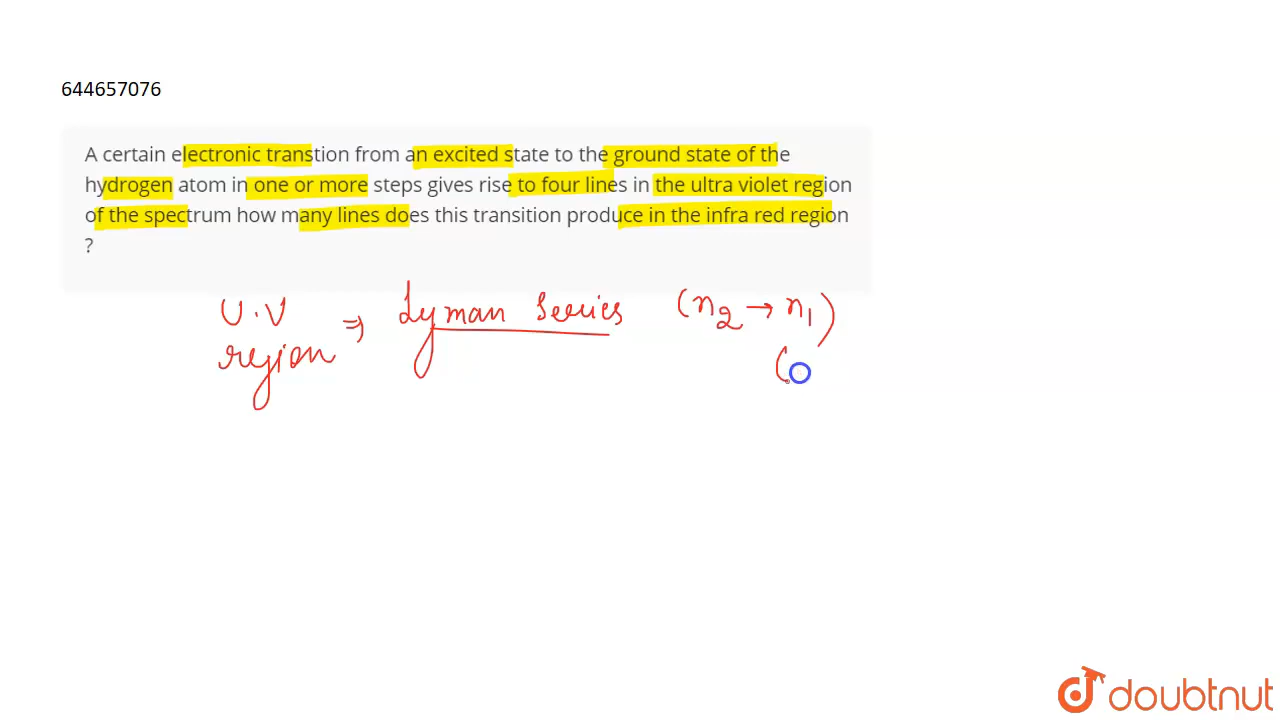 644657076
A certain electronic transtion from an excited state to the ground state of the
hydrogen atom in one or more steps gives rise to four lines in the ultra violet region
of the spectrum how many lines does this transition produce in the infra red region
?
U.V region ⇒ Lyman Series (n2 → n1)
(
doubtnut